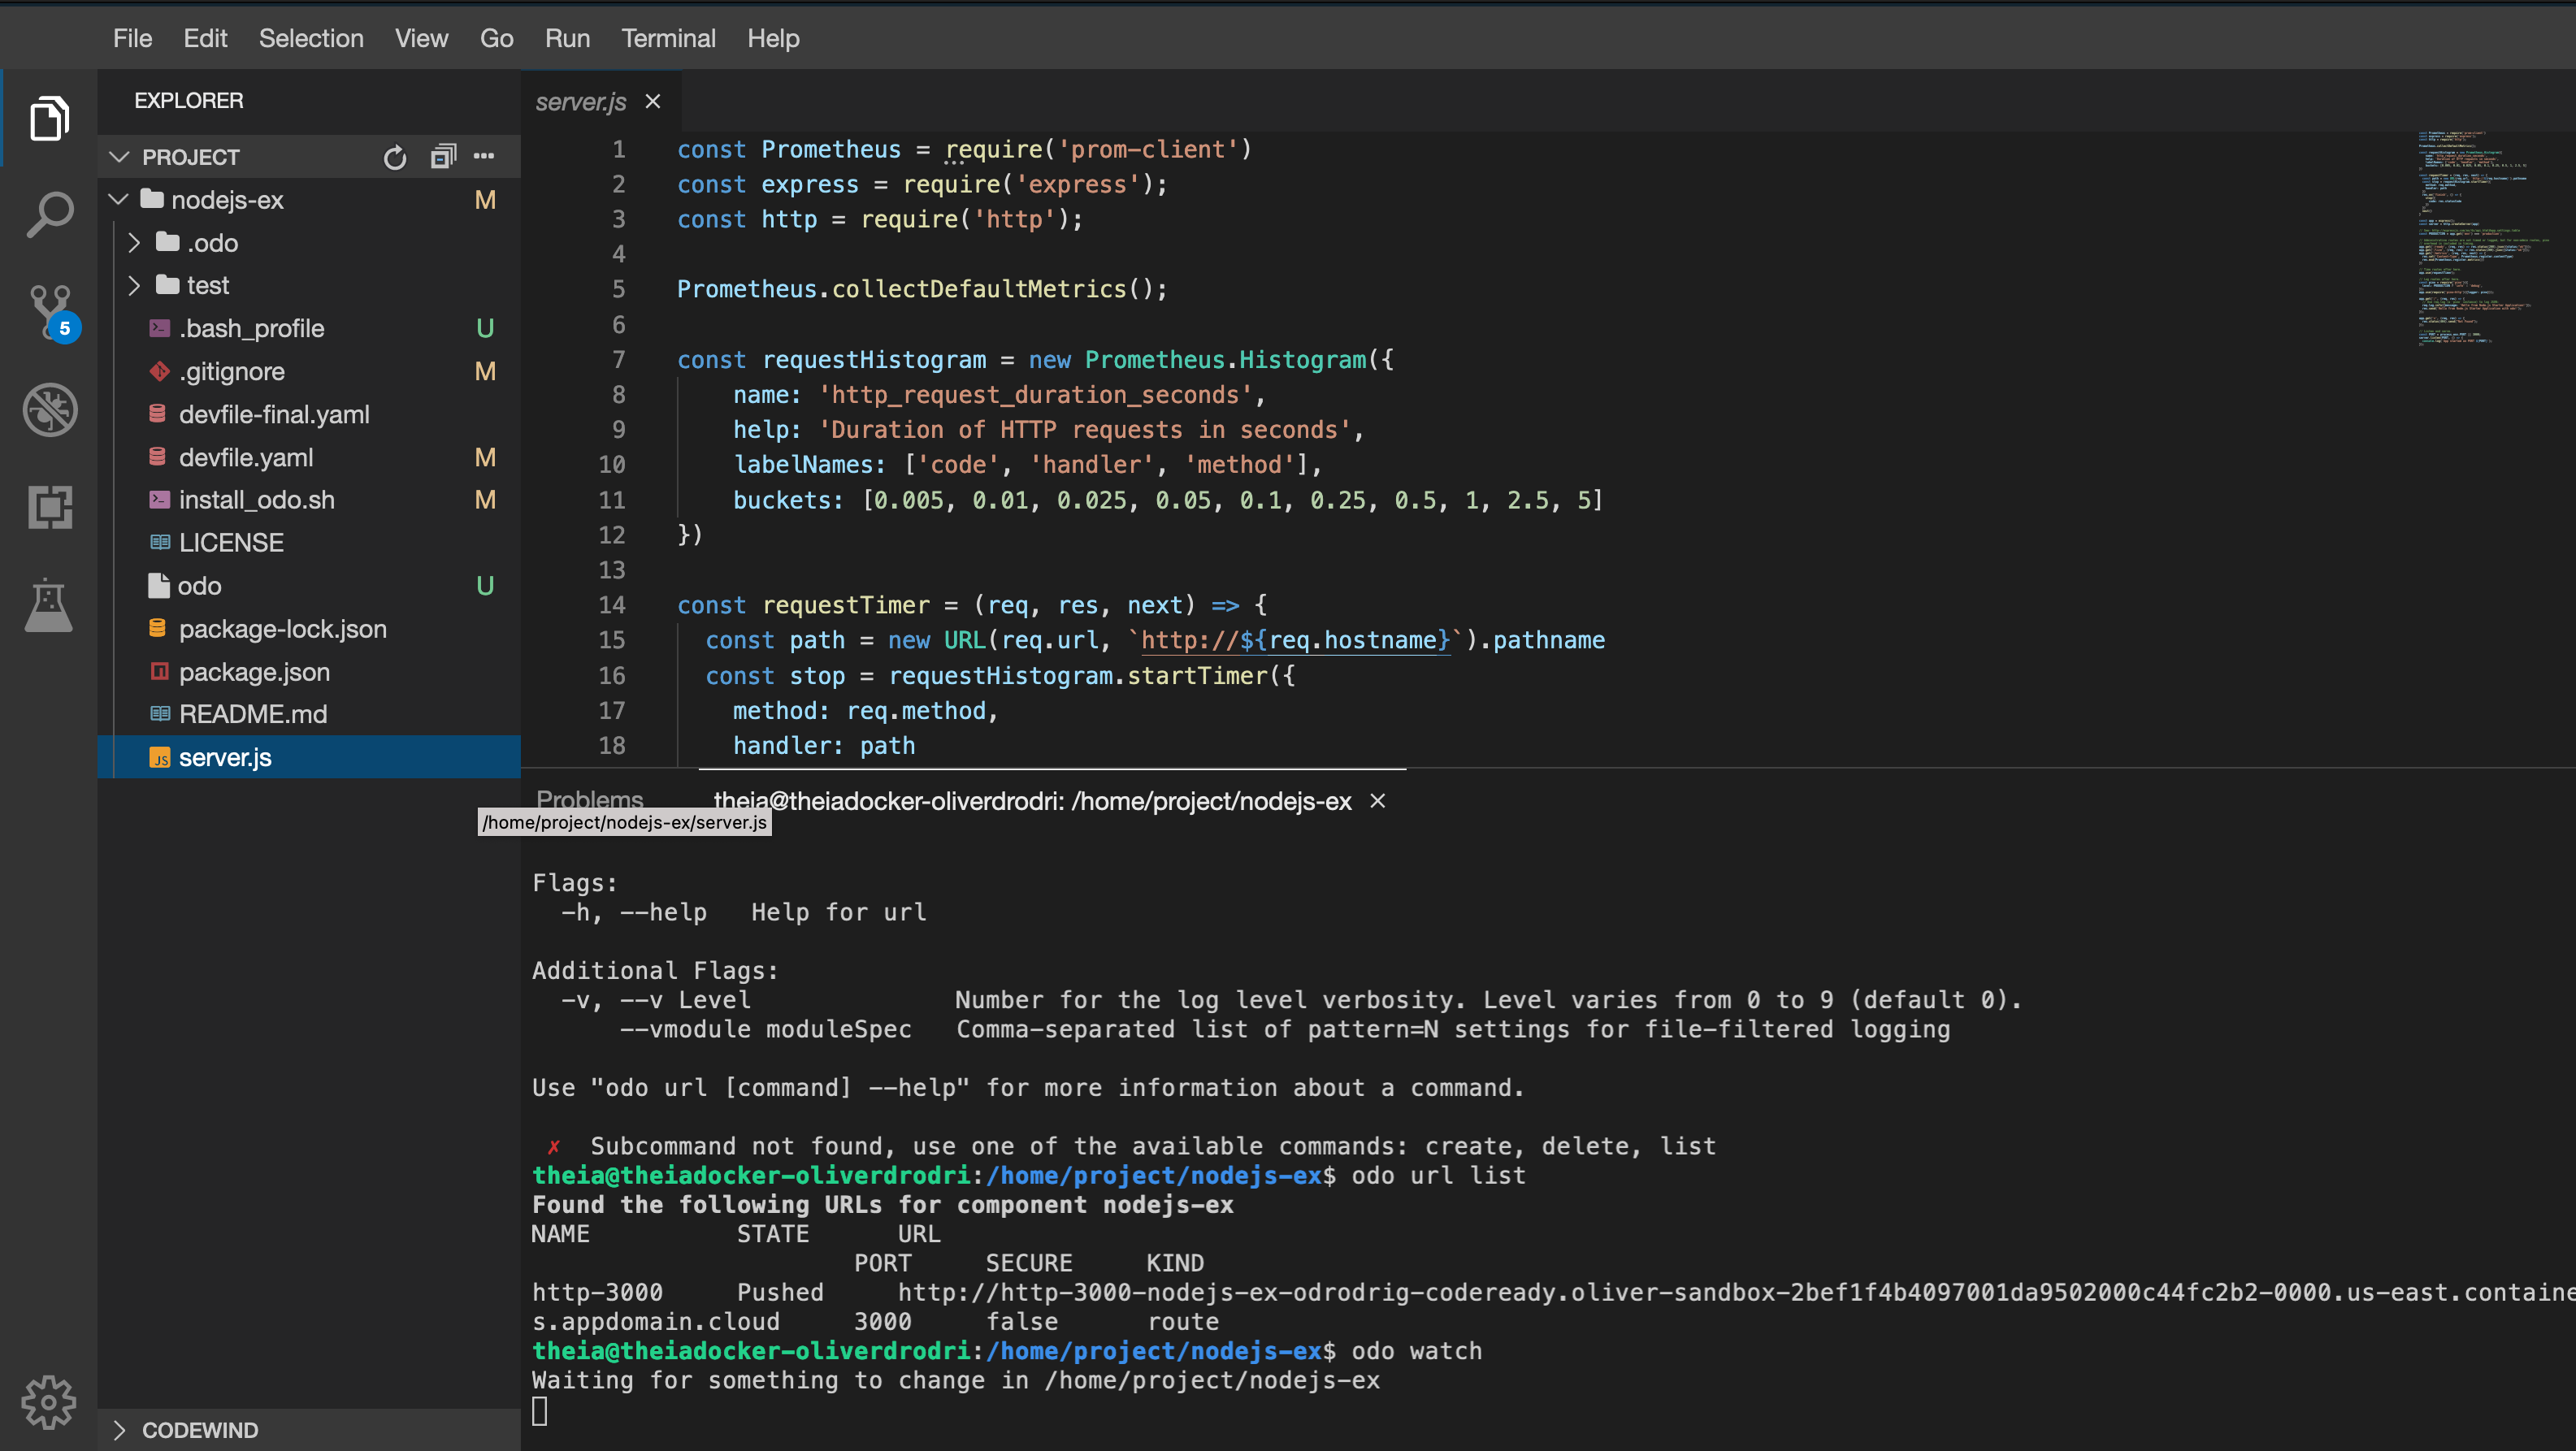 File Edit Selection View Go Run Terminal Help
EXPLORER
PROJECT
nodejs-ex M
.odo
test
.bash_profile U
.gitignore M
devfile-final.yaml
devfile.yaml M
install_odo.sh M
LICENSE
odo U
package-lock.json
package.json
README.md
JS server.js
5
CODEWIND
server.js
1 const Prometheus = require('prom-client')
2 const express = require('express');
3 const http = require('http');
4
5 Prometheus.collectDefaultMetrics();
6
7 const requestHistogram = new Prometheus.Histogram({
8 name: 'http_request_duration_seconds',
9 help: 'Duration of HTTP requests in seconds',
10 labelNames: ['code', 'handler', 'method'],
11 buckets: [0.005, 0.01, 0.025, 0.05, 0.1, 0.25, 0.5, 1, 2.5, 5]
12 })
13
14 const requestTimer = (req, res, next) => {
15 const path = new URL(req.url, `http://${req.hostname}`).pathname
16 const stop = requestHistogram.startTimer({
17 method: req.method,
18 handler: path
Problems theia@theiadocker-oliverdrodri: /home/project/nodejs-ex
/home/project/nodejs-ex/server.js
Flags:
-h, --help Help for url
Additional Flags:
-v, --v Level Number for the log level verbosity. Level varies from 0 to 9 (default 0).
--vmodule moduleSpec Comma-separated list of pattern=N settings for file-filtered logging
Use "odo url [command] --help" for more information about a command.
✗ Subcommand not found, use one of the available commands: create, delete, list
theia@theiadocker-oliverdrodri:/home/project/nodejs-ex$ odo url list
Found the following URLs for component nodejs-ex
NAME STATE URL
PORT SECURE KIND
http-3000 Pushed http://http-3000-nodejs-ex-odrodrig-codeready.oliver-sandbox-2bef1f4b4097001da9502000c44fc2b2-0000.us-east.containe
s.appdomain.cloud 3000 false route
theia@theiadocker-oliverdrodri:/home/project/nodejs-ex$ odo watch
Waiting for something to change in /home/project/nodejs-ex